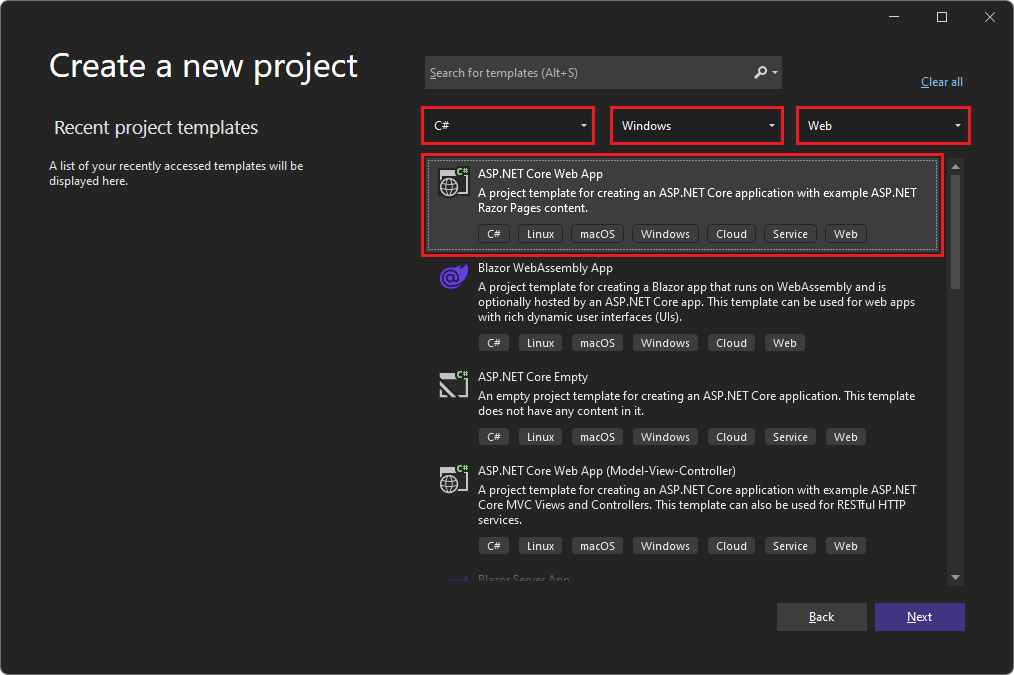 Create a new project
Search for templates (Alt+S)
Clear all
Recent project templates
A list of your recently accessed templates will be
displayed here.
C#
Windows
Web
C#
ASP.NET Core Web App
A project template for creating an ASP.NET Core application with example ASP.NET
Razor Pages content.
C# Linux macOS Windows Cloud Service Web
Blazor WebAssembly App
A project template for creating a Blazor app that runs on WebAssembly and is
optionally hosted by an ASP.NET Core app. This template can be used for web apps
with rich dynamic user interfaces (UIs).
C# Linux macOS Windows Cloud Web
C#
ASP.NET Core Empty
An empty project template for creating an ASP.NET Core application. This template
does not have any content in it.
C# Linux macOS Windows Cloud Service Web
C#
ASP.NET Core Web App (Model-View-Controller)
A project template for creating an ASP.NET Core application with example ASP.NET
Core MVC Views and Controllers. This template can also be used for RESTful HTTP
services.
C# Linux macOS Windows Cloud Service Web
Blazor Server App
Back
Next